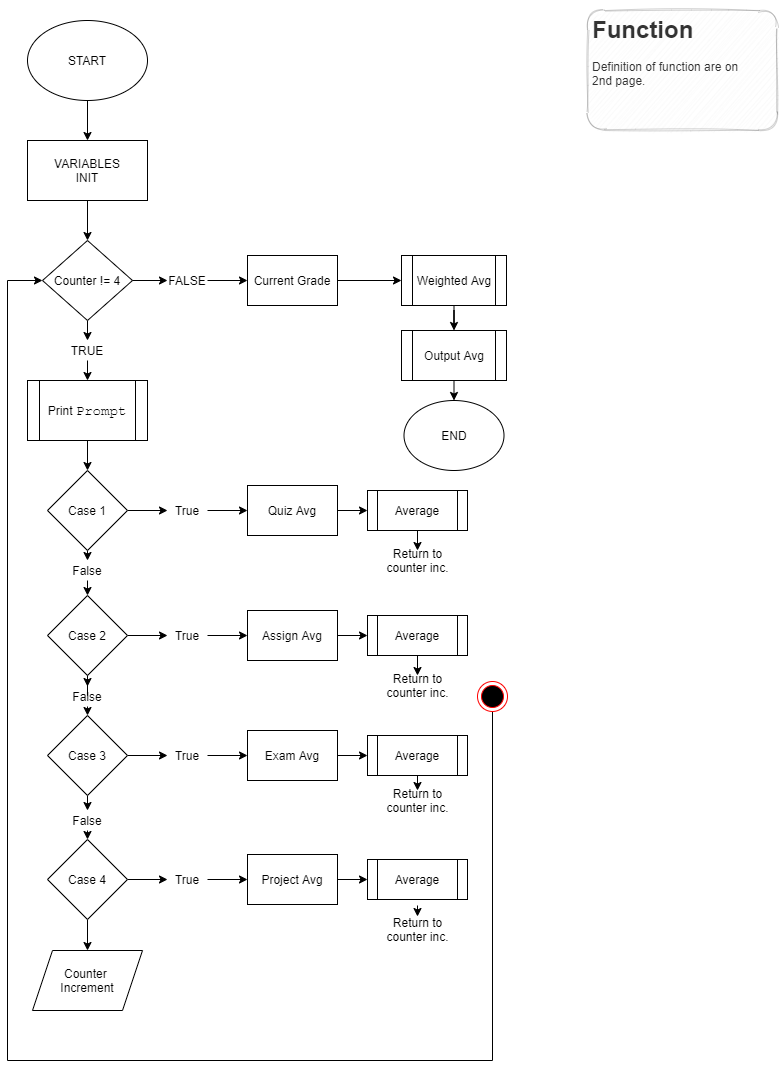 Function
Definition of function are on
2nd page.
START
VARIABLES
INIT
Counter != 4
FALSE
Current Grade
Weighted Avg
TRUE
Output Avg
Print Prompt
END
Case 1
True
Quiz Avg
Average
Return to
counter inc.
False
Case 2
True
Assign Avg
Average
Return to
counter inc.
False
Case 3
True
Exam Avg
Average
Return to
counter inc.
False
Case 4
True
Project Avg
Average
Return to
counter inc.
Counter
Increment